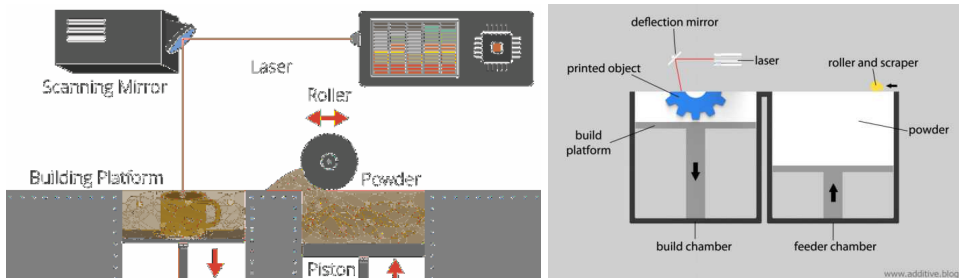 Scanning Mirror
Laser
Roller
Building Platform
Powder
Piston
deflection mirror
laser
printed object
roller and scraper
build
platform
powder
build chamber
feeder chamber
www.additive.blog